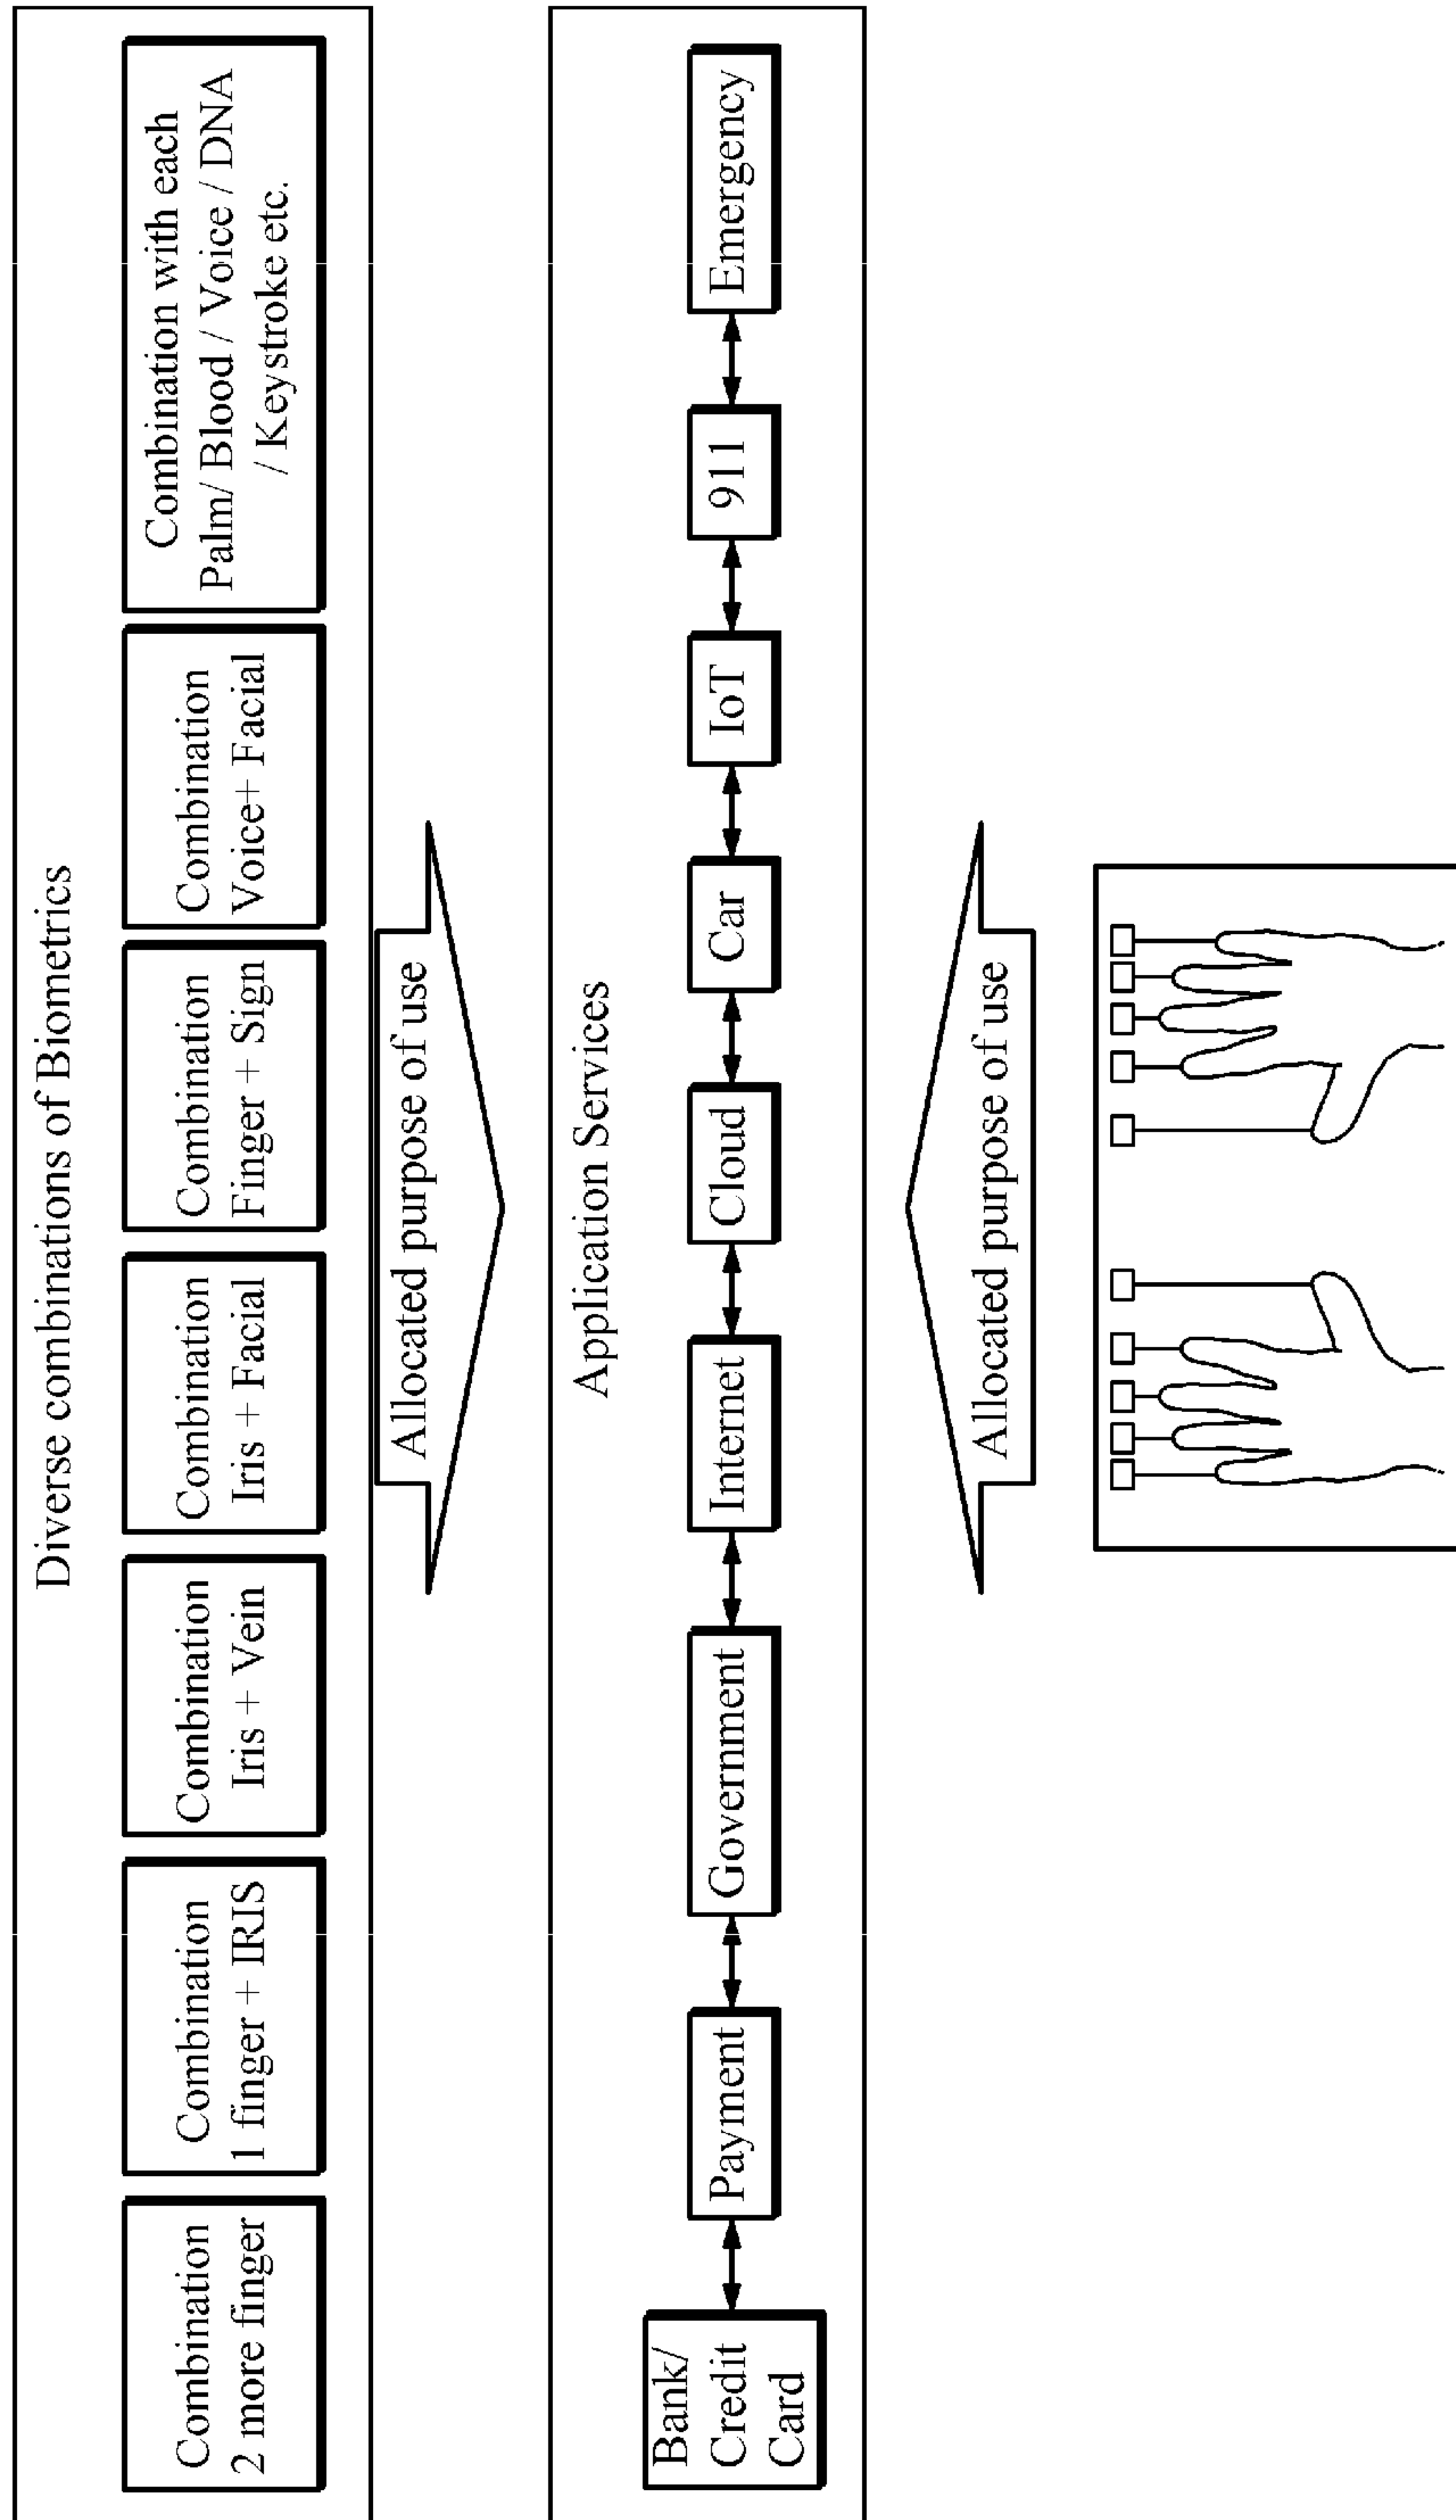 Diverse combinations of Biometrics
Combination
2 more finger
Combination
1 finger + IRIS
Combination
Iris + Vein
Combination
Iris + Facial
Combination
Finger + Sign
Combination
Voice+ Facial
Combination with each
Palm/ Blood / Voice / DNA
/ Keystroke etc.
Allocated purpose of use
Application Services
Bank/
Credit
Card
Payment
Government
Internet
Cloud
Car
IoT
911
Emergency
Allocated purpose of use